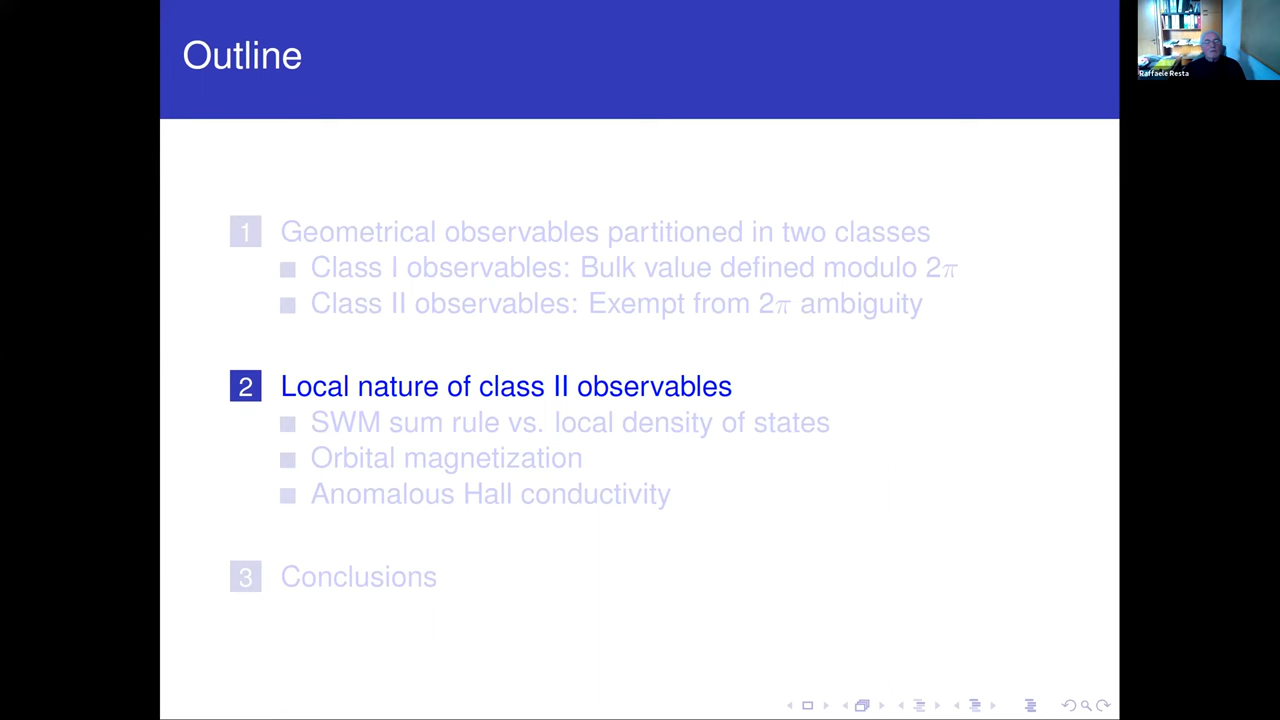 Outline
Raffaele Resta
1 Geometrical observables partitioned in two classes
Class I observables: Bulk value defined modulo 2π
Class II observables: Exempt from 2π ambiguity
2 Local nature of class II observables
SWM sum rule vs. local density of states
Orbital magnetization
Anomalous Hall conductivity
3 Conclusions